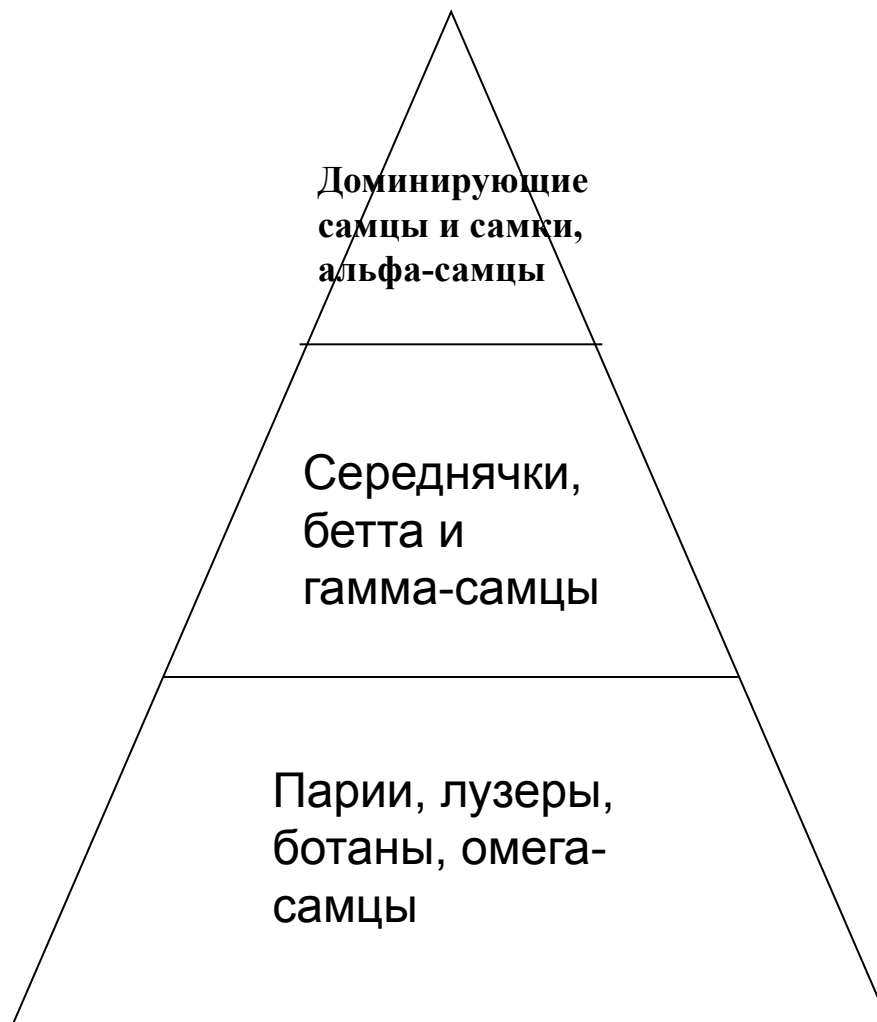 Доминирующие
самцы и самки,
альфа-самцы
Середнячки,
бетта и
гамма-самцы
Парии, лузеры,
ботаны, омега-
самцы